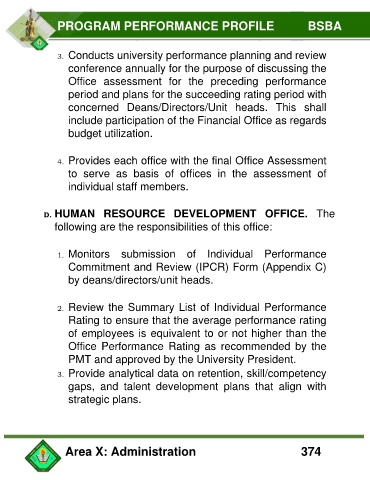 PROGRAM PERFORMANCE PROFILE BSBA
3. Conducts university performance planning and review
conference annually for the purpose of discussing the
Office assessment for the preceding performance
period and plans for the succeeding rating period with
concerned Deans/Directors/Unit heads. This shall
include participation of the Financial Office as regards
budget utilization.
4. Provides each office with the final Office Assessment
to serve as basis of offices in the assessment of
individual staff members.
D. HUMAN RESOURCE DEVELOPMENT OFFICE. The
following are the responsibilities of this office:
1. Monitors submission of Individual Performance
Commitment and Review (IPCR) Form (Appendix C)
by deans/directors/unit heads.
2. Review the Summary List of Individual Performance
Rating to ensure that the average performance rating
of employees is equivalent to or not higher than the
Office Performance Rating as recommended by the
PMT and approved by the University President.
3. Provide analytical data on retention, skill/competency
gaps, and talent development plans that align with
strategic plans.
Area X: Administration 374